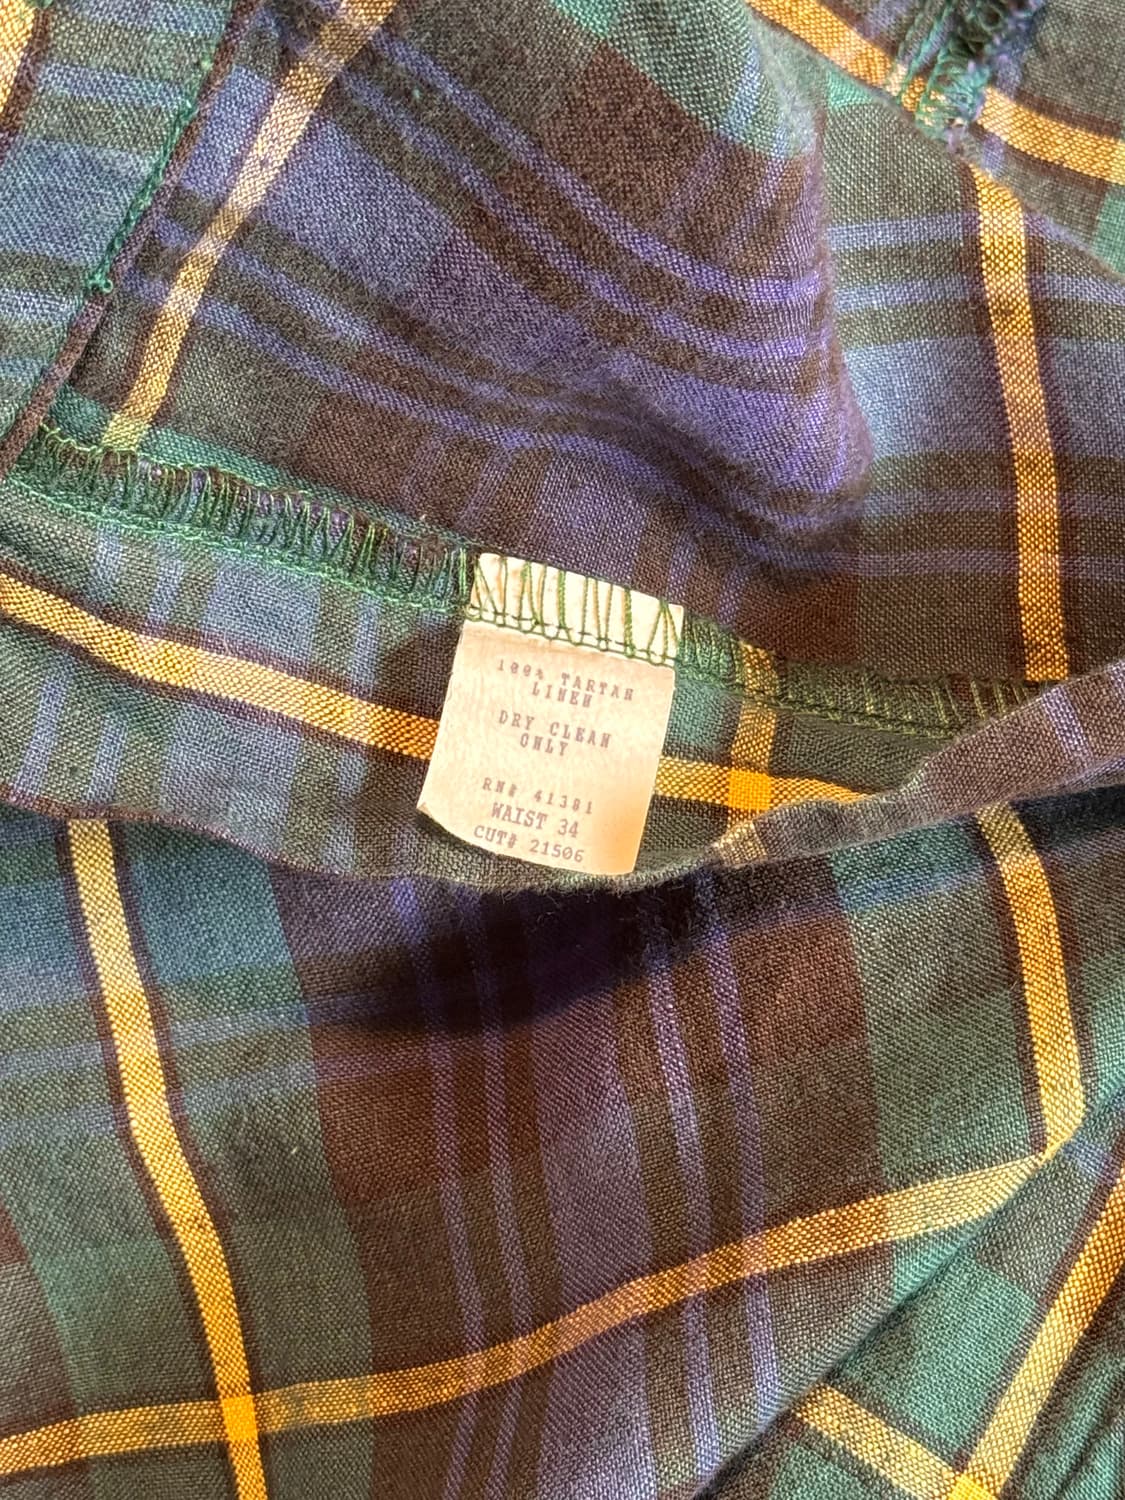 100% TARTAN
LINEN
DRY CLEAN
ONLY
RN# 41381
WAIST 34
CUT# 21506